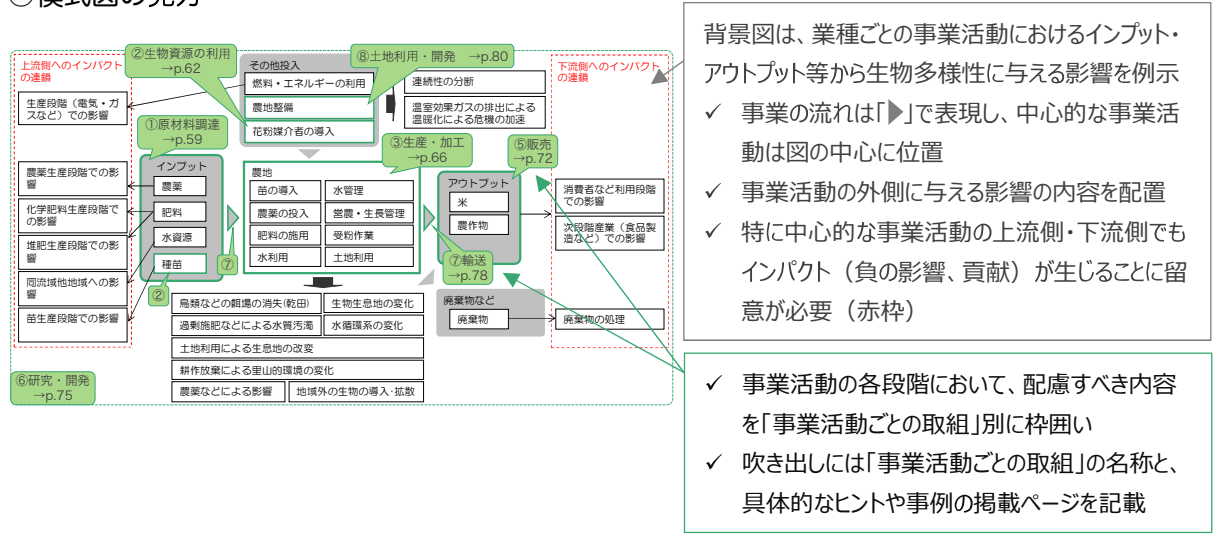 上流側へのインパクト
の連鎖
②生物資源の利用
→p.62
その他投入
⑧土地利用・開発 →p.80
下流側へのインパクト
の連鎖
燃料・エネルギーの利用
農地整備
花粉媒介者の導入
連続性の分断
温室効果ガスの排出による
温暖化による危機の加速
生産段階（電気・ガ
スなど）での影響
①原材料調達
→p.59
③生産・加工
→p.66
⑤販売
→p.72
農薬生産段階での影
響
化学肥料生産段階で
の影響
堆肥生産段階での影
響
同流域他地域への影
響
苗生産段階での影響
インプット
農薬
肥料
水資源
種苗
②
⑦
農地
苗の導入
水管理
農薬の投入
営農・生長管理
肥料の施用
受粉作業
水利用
土地利用
アウトプット
米
農作物
⑦輸送
→p.78
消費者など利用段階
での影響
次段階産業（食品製
造など）での影響
廃棄物など
廃棄物
廃棄物の処理
鳥類などの餌場の消失(乾田)
生物生息地の変化
過剰施肥などによる水質汚濁
水循環系の変化
土地利用による生息地の改変
耕作放棄による里山的環境の変化
農薬などによる影響
地域外の生物の導入・拡散
⑥研究・開発
→p.75
背景図は、業種ごとの事業活動におけるインプット・
アウトプット等から生物多様性に与える影響を例示
✓ 事業の流れは「▶」で表現し、中心的な事業活
動は図の中心に位置
✓ 事業活動の外側に与える影響の内容を配置
✓ 特に中心的な事業活動の上流側・下流側でも
インパクト（負の影響、貢献）が生じることに留
意が必要（赤枠）
✓ 事業活動の各段階において、配慮すべき内容
を「事業活動ごとの取組」別に枠囲い
✓ 吹き出しには「事業活動ごとの取組」の名称と、
具体的なヒントや事例の掲載ページを記載